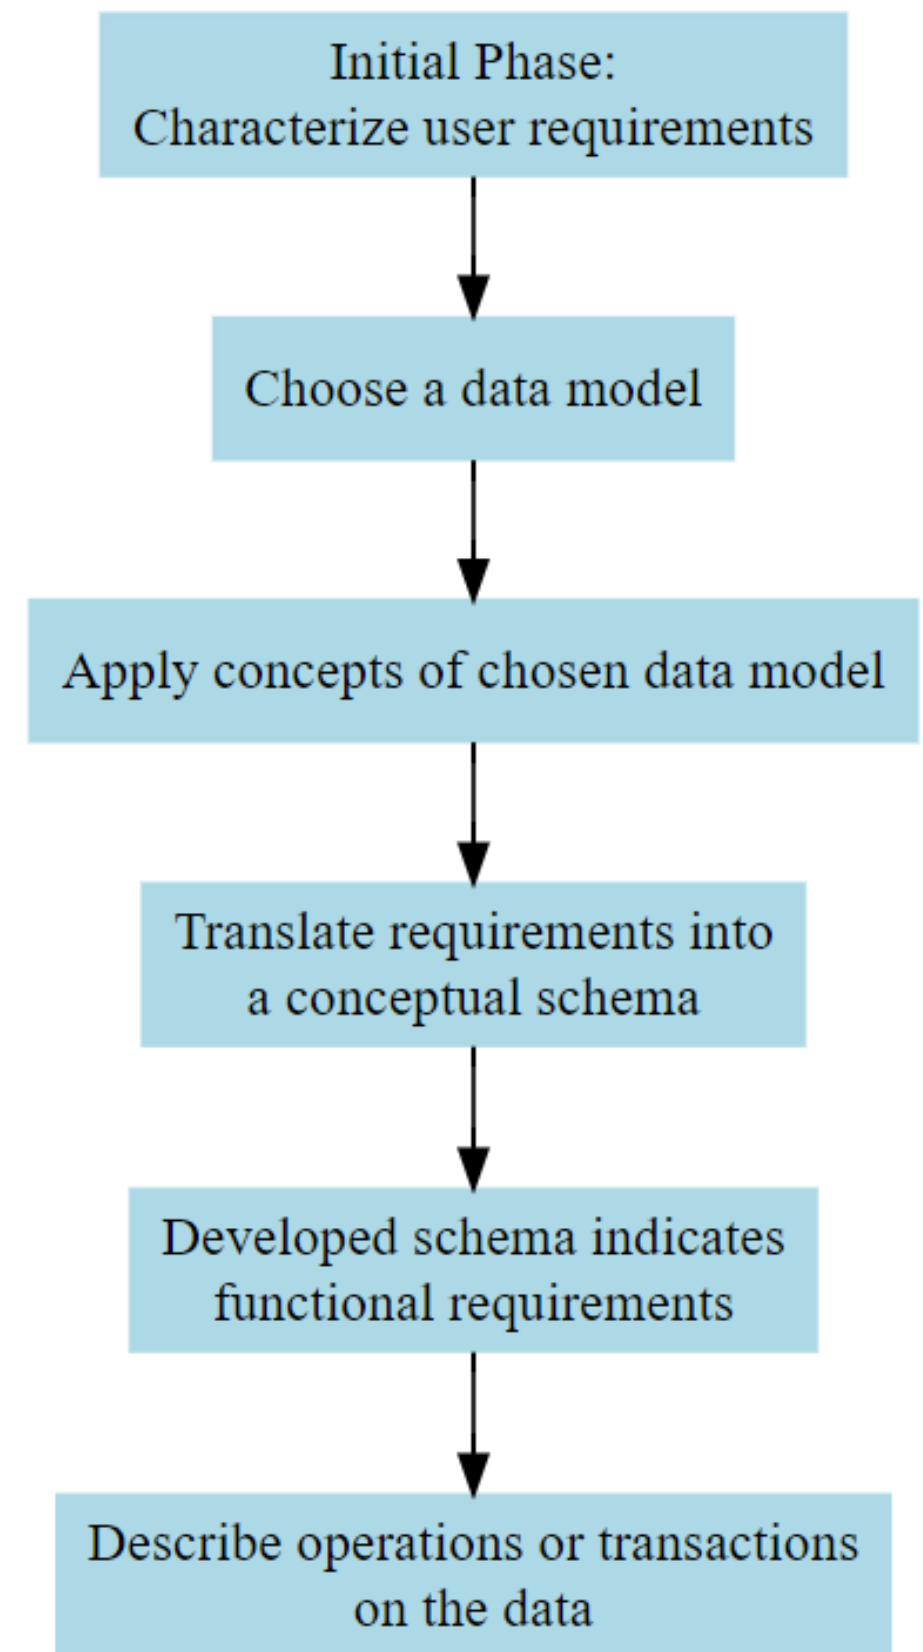 Initial Phase:
Characterize user requirements
Choose a data model
Apply concepts of chosen data model
Translate requirements into
a conceptual schema
Developed schema indicates
functional requirements
Describe operations or transactions
on the data